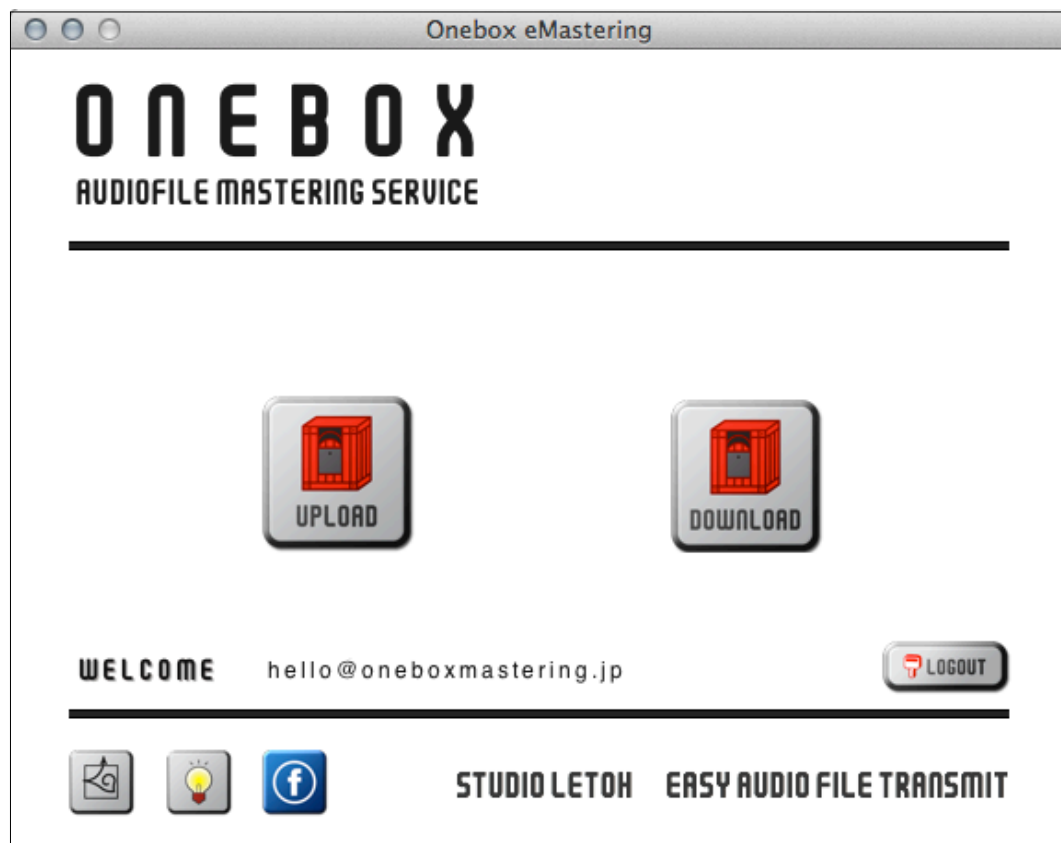 Onebox eMastering
ONEBOX
AUDIOFILE MASTERING SERVICE
UPLOAD
DOWNLOAD
WELCOME hello@oneboxmastering.jp LOGOUT
f
STUDIO LETOH EASY AUDIO FILE TRANSMIT